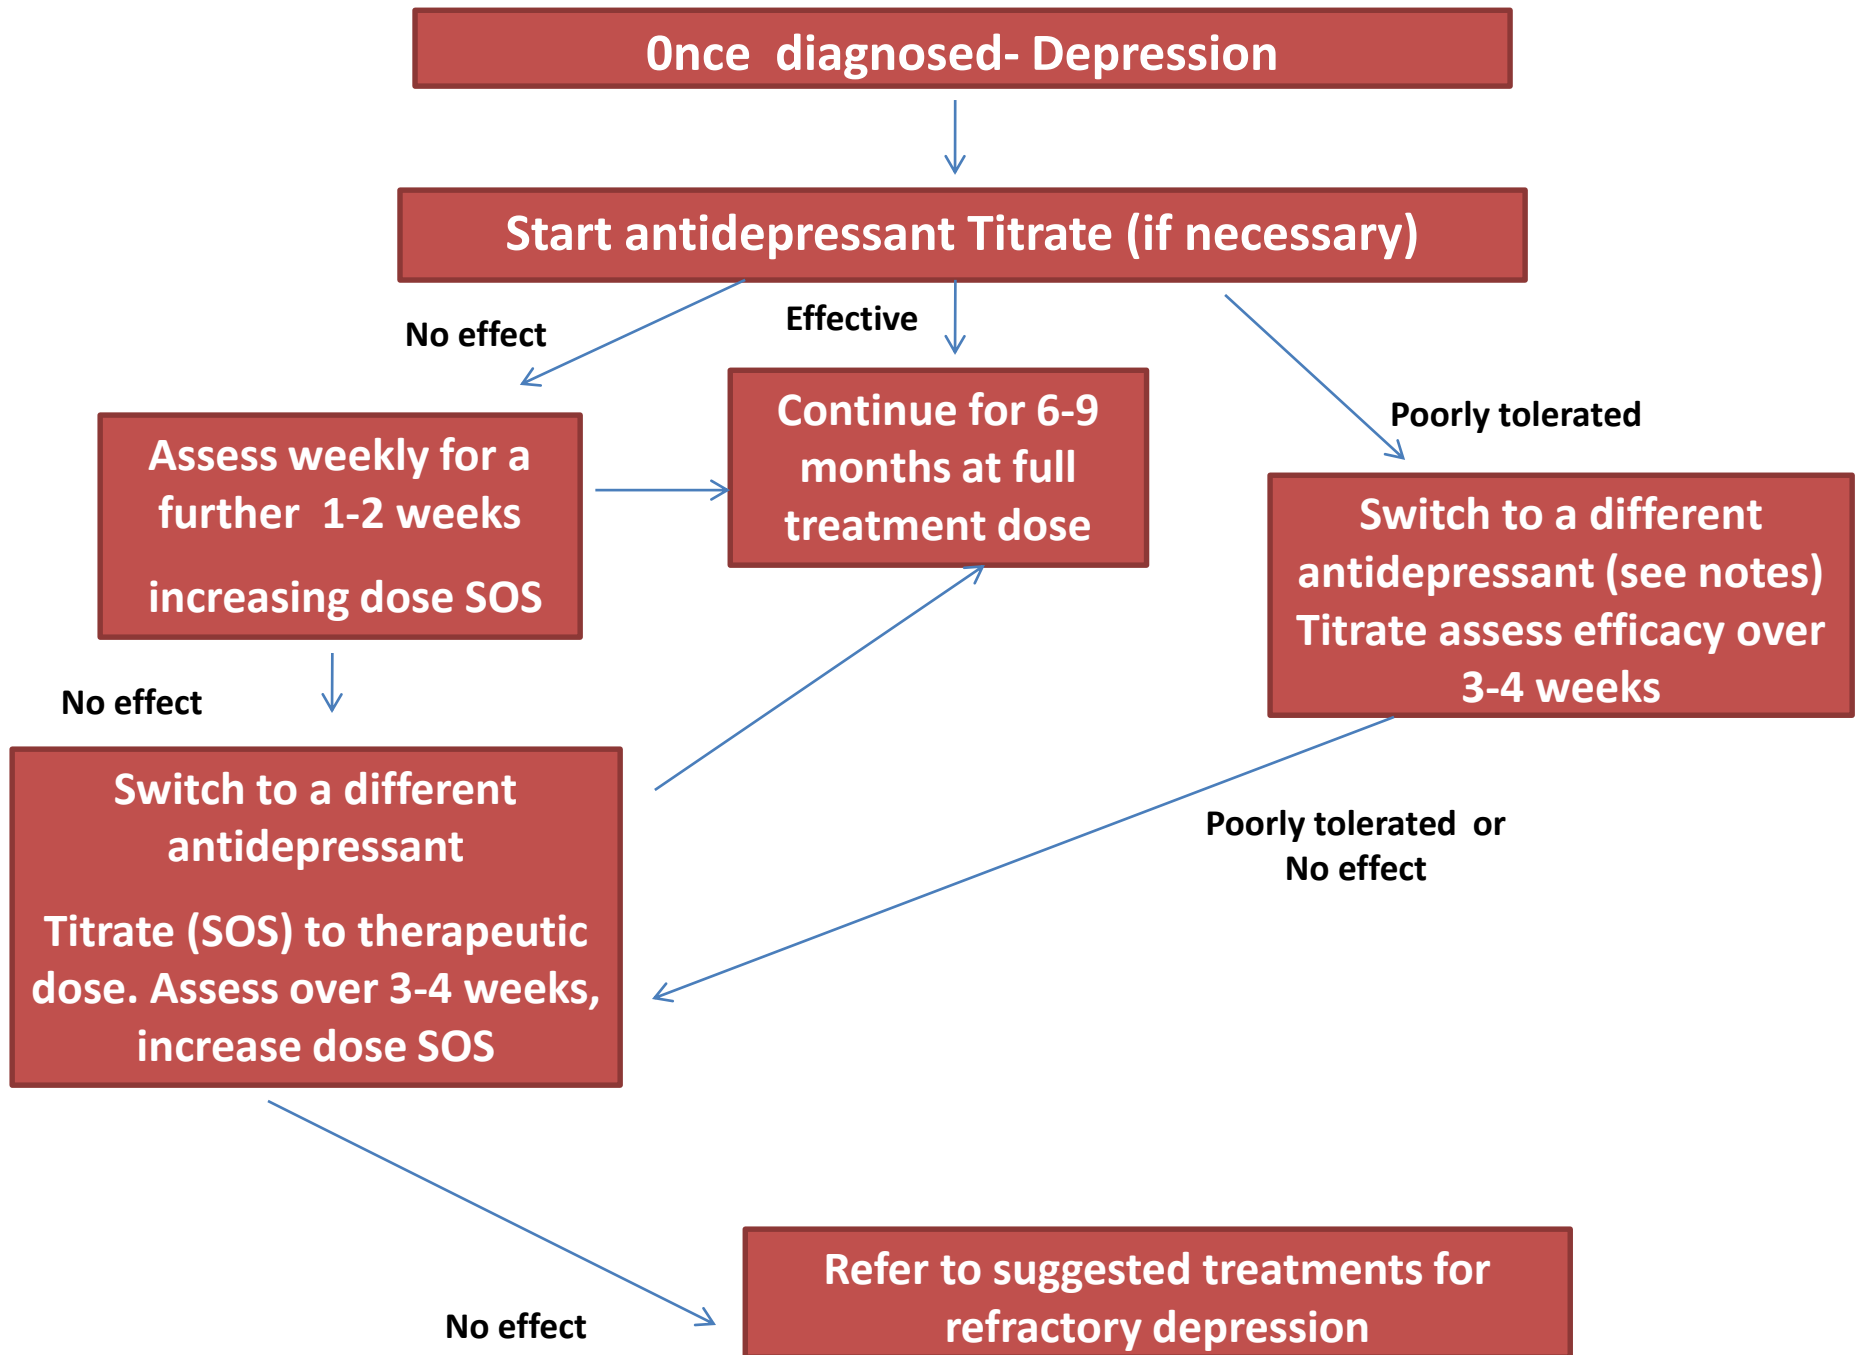 0nce diagnosed- Depression
Start antidepressant Titrate (if necessary)
No effect
Effective
Poorly tolerated
Assess weekly for a
further 1-2 weeks
increasing dose SOS
Continue for 6-9
months at full
treatment dose
Switch to a different
antidepressant (see notes)
Titrate assess efficacy over
3-4 weeks
No effect
Switch to a different
antidepressant
Titrate (SOS) to therapeutic
dose. Assess over 3-4 weeks,
increase dose SOS
Poorly tolerated or
No effect
No effect
Refer to suggested treatments for
refractory depression